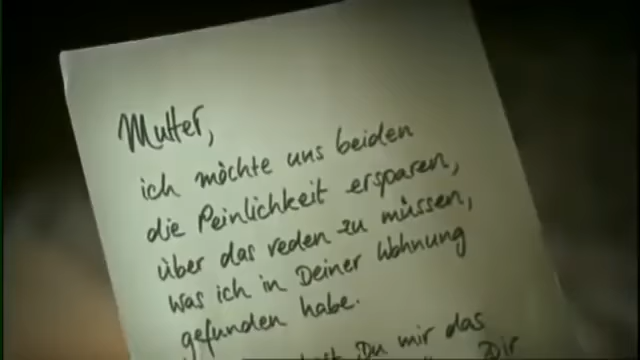 Mutter,
ich möchte uns beiden
die Peinlichkeit ersparen,
über das reden zu müssen,
was ich in Deiner Wohnung
gefunden habe.
Du mir das
Dir